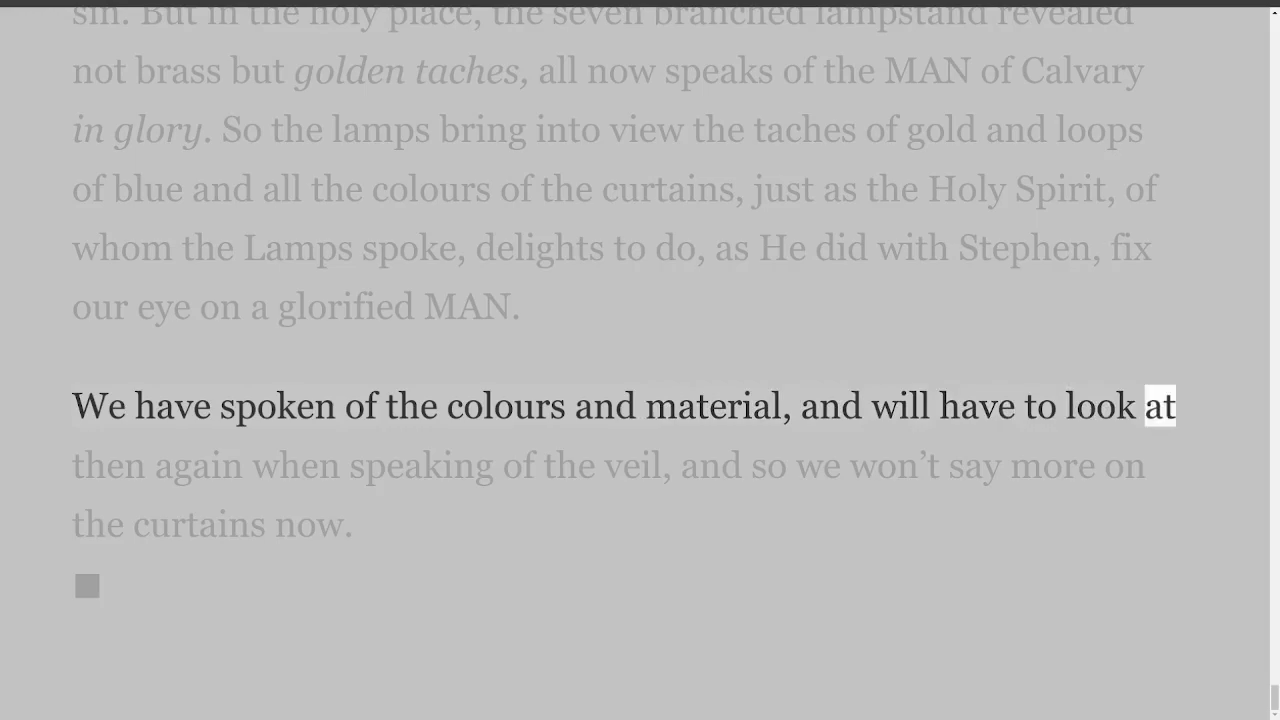 sin. But in the holy place, the seven branched lampstand revealed
not brass but golden taches, all now speaks of the MAN of Calvary
in glory. So the lamps bring into view the taches of gold and loops
of blue and all the colours of the curtains, just as the Holy Spirit, of
whom the Lamps spoke, delights to do, as He did with Stephen, fix
our eye on a glorified MAN.
We have spoken of the colours and material, and will have to look at
then again when speaking of the veil, and so we won’t say more on
the curtains now.